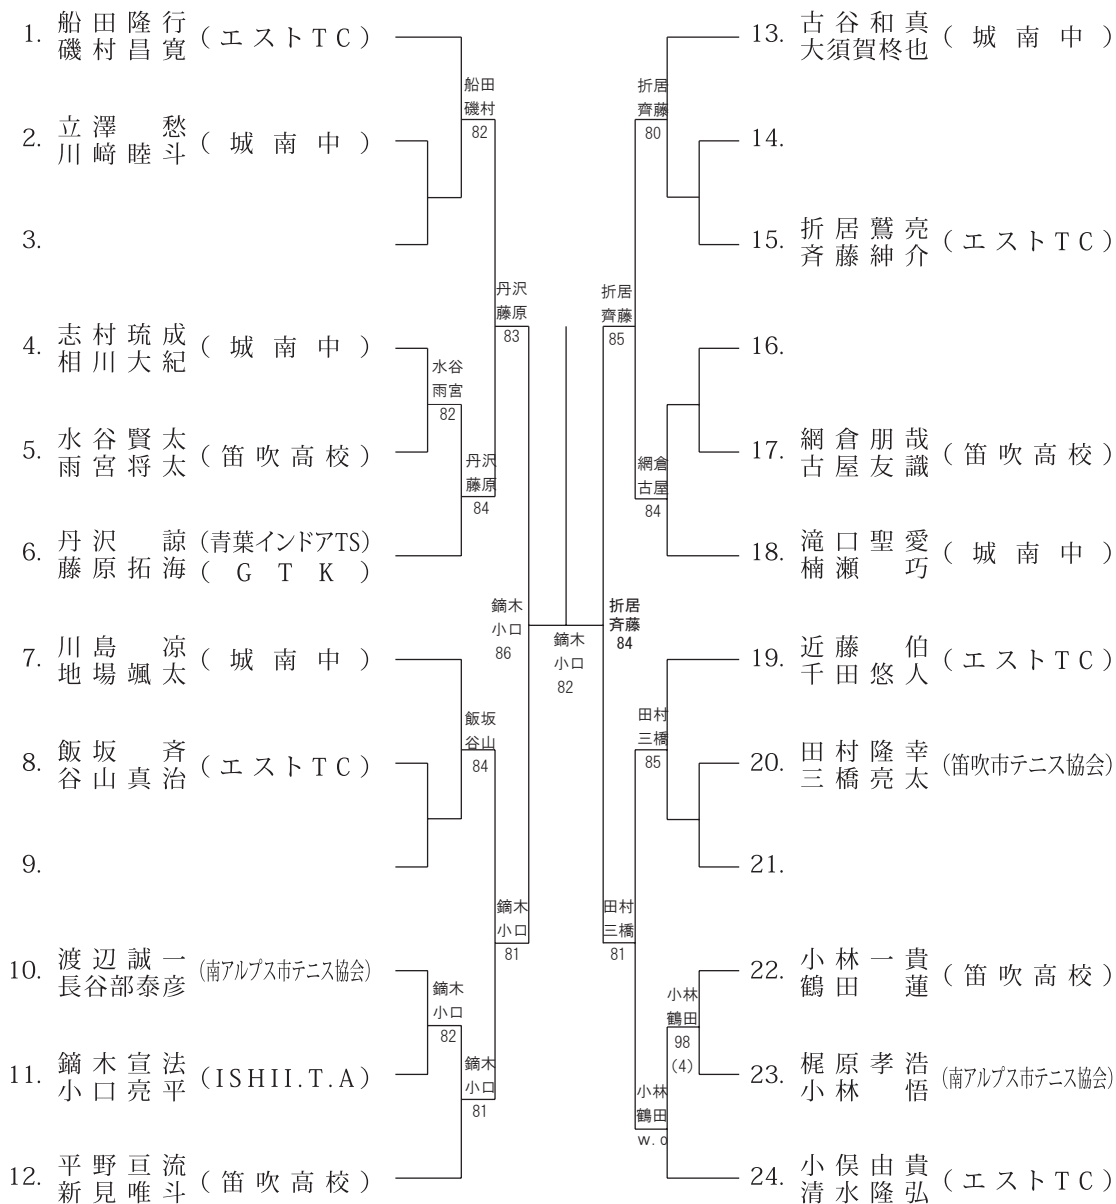 1. 船田隆行
磯村昌寛 (エストTC)
2. 立澤 愁
川﨑睦斗 (城南中)
3.
4. 志村琉成
相川大紀 (城南中)
5. 水谷賢太
雨宮将太 (笛吹高校)
6. 丹沢 諒 (青葉インドアTS)
藤原拓海 (GTK)
7. 川島 凉
地場颯太 (城南中)
8. 飯坂 斉
谷山真治 (エストTC)
9.
10. 渡辺誠一
長谷部泰彦 (南アルプス市テニス協会)
11. 鏑木宣法
小口亮平 (ISHII.T.A)
12. 平野亘流
新見唯斗 (笛吹高校)
船田
磯村
82
水谷
雨宮
82
丹沢
藤原
84
丹沢
藤原
83
飯坂
谷山
84
鏑木
小口
82
鏑木
小口
81
鏑木
小口
81
鏑木
小口
86
鏑木
小口
82
折居
斉藤
84
折居
齊藤
80
折居
齊藤
85
網倉
古屋
84
田村
三橋
85
田村
三橋
81
小林
鶴田
98
(4)
小林
鶴田
w.o
13. 古谷和真
大須賀柊也 (城南中)
14.
15. 折居鷲亮
斉藤紳介 (エストTC)
16.
17. 網倉朋哉
古屋友識 (笛吹高校)
18. 滝口聖愛
楠瀬 巧 (城南中)
19. 近藤 伯
千田悠人 (エストTC)
20. 田村隆幸
三橋亮太 (笛吹市テニス協会)
21.
22. 小林一貴
鶴田 蓮 (笛吹高校)
23. 梶原孝浩
小林 悟 (南アルプス市テニス協会)
24. 小俣由貴
清水隆弘 (エストTC)